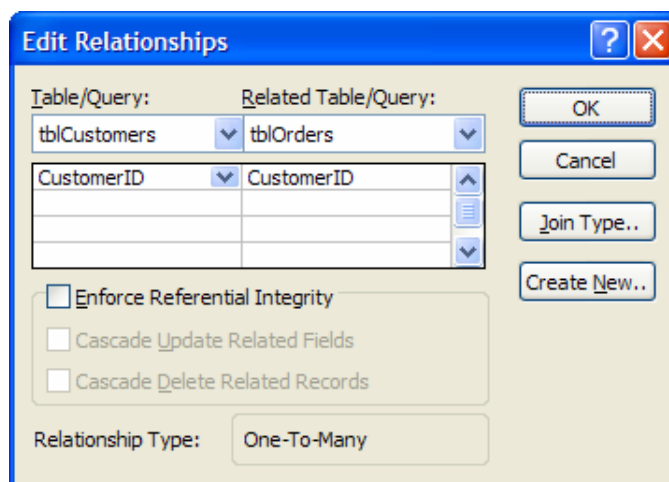 Edit Relationships
Table/Query: Related Table/Query:
OK
tblCustomers tblOrders
Cancel
CustomerID CustomerID
Join Type..
Create New..
Enforce Referential Integrity
Cascade Update Related Fields
Cascade Delete Related Records
Relationship Type: One-To-Many